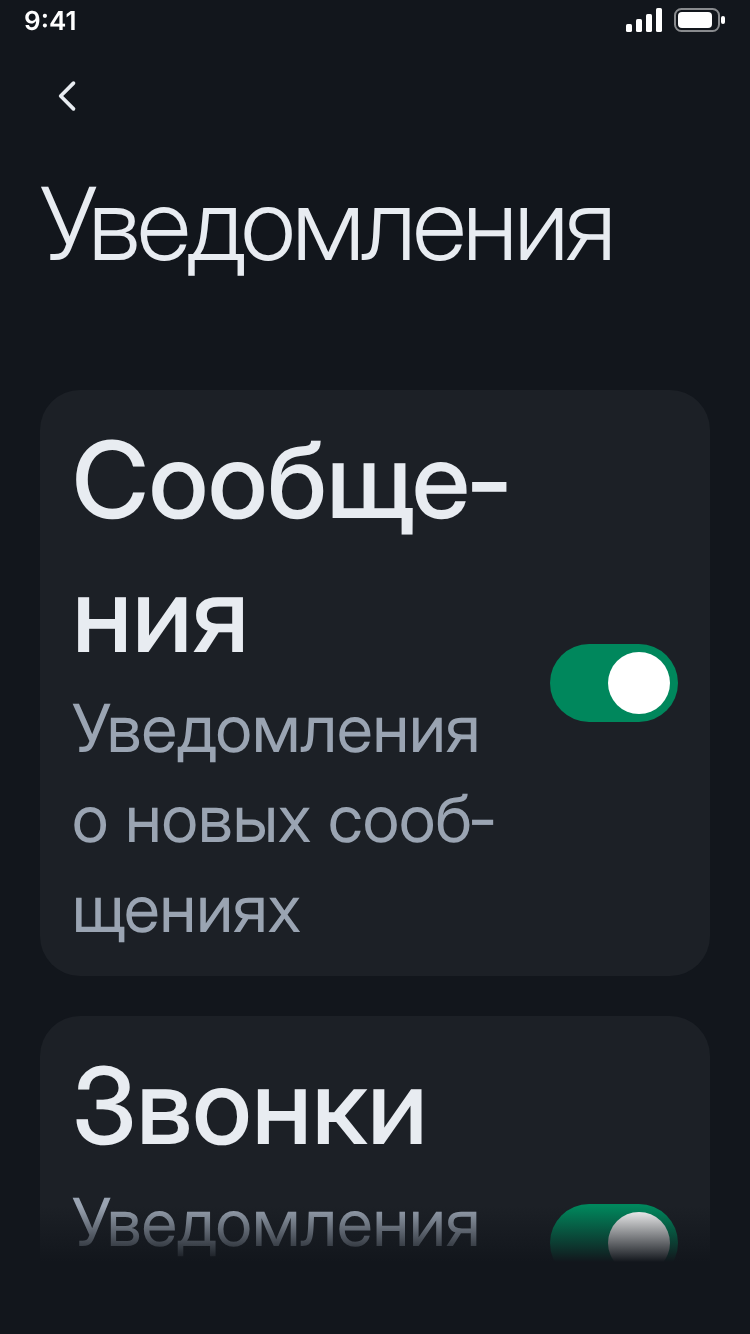 9:41
Уведомления
Сообще-
ния
Уведомления
о новых сооб-
щениях
Звонки
Уведомления